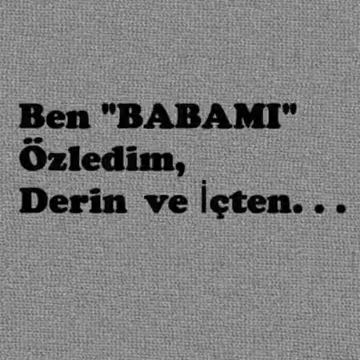 Ben "BABAMI"
Özledim,
Derin ve İçten. . .